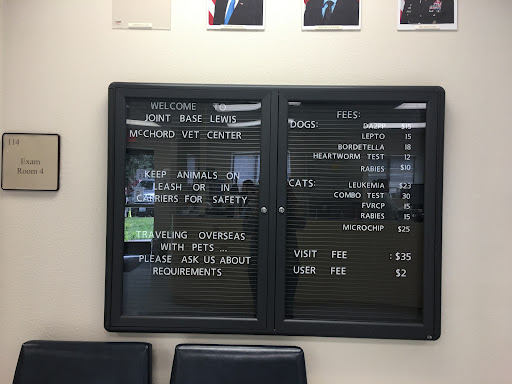 114
Exam
Room 4
WELCOME TO
JOINT BASE LEWIS
MCCHORD VET CENTER
KEEP ANIMALS ON
LEASH OR IN
CARRIERS FOR SAFETY
TRAVELING OVERSEAS
WITH PETS ...
PLEASE ASK US ABOUT
REQUIREMENTS
FEES:
DOGS:
DA2PP $15
LEPTO 15
BORDETELLA 18
HEARTWORM TEST 12
RABIES $10
CATS:
LEUKEMIA $23
COMBO TEST 30
FVRCP 15
RABIES 15
MICROCHIP $25
VISIT FEE : $35
USER FEE $2